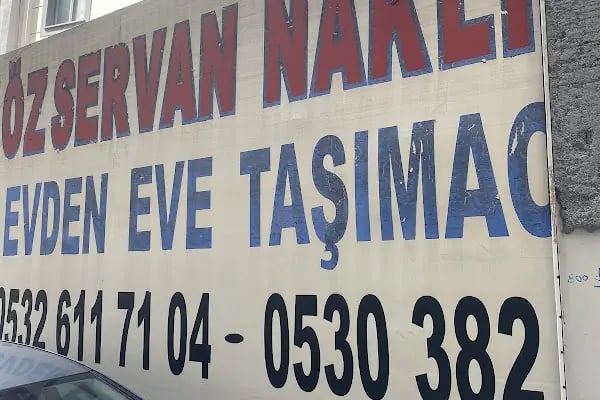 ÖZ SERVAN NAKLİ
EVDEN EVE TAŞIMAC
0532 611 71 04 - 0530 382